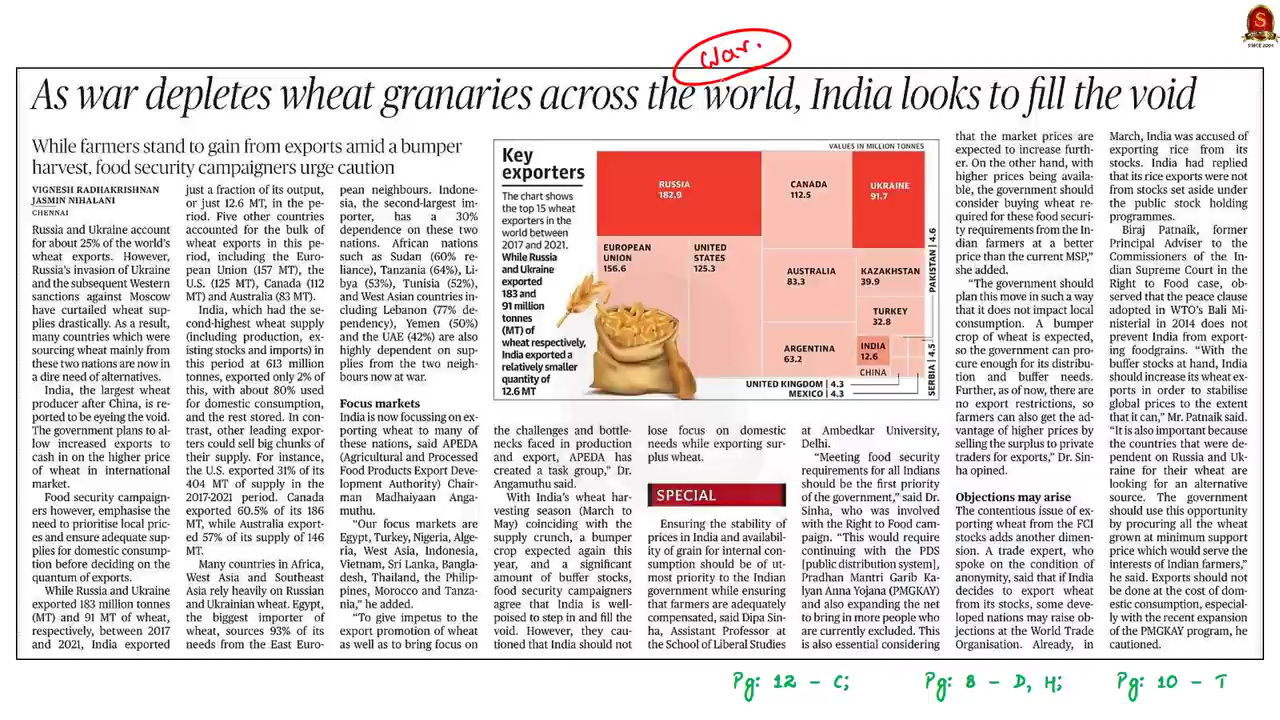 S
SINCE 2004
war.
As war depletes wheat granaries across the world, India looks to fill the void
While farmers stand to gain from exports amid a bumper
harvest, food security campaigners urge caution
VIGNESH RADHAKRISHNAN
JASMIN NIHALANI
CHENNAI
Russia and Ukraine account
for about 25% of the world's
wheat exports. However,
Russia's invasion of Ukraine
and the subsequent Western
sanctions against Moscow
have curtailed wheat sup-
plies drastically. As a result,
many countries which were
sourcing wheat mainly from
these two nations are now in
a dire need of alternatives.
India, the largest wheat
producer after China, is re-
ported to be eyeing the void.
The government plans to al-
low increased exports to
cash in on the higher price
of wheat in international
market.
Food security campaign-
ers however, emphasise the
need to prioritise local pric-
es and ensure adequate sup-
plies for domestic consump-
tion before deciding on the
quantum of exports.
While Russia and Ukraine
exported 183 million tonnes
(MT) and 91 MT of wheat,
respectively, between 2017
and 2021, India exported
just a fraction of its output,
or just 12.6 MT, in the pe-
riod. Five other countries
accounted for the bulk of
wheat exports in this pe-
riod, including the Euro-
pean Union (157 MT), the
U.S. (125 MT), Canada (112
MT) and Australia (83 MT).
India, which had the se-
cond-highest wheat supply
(including production, ex-
isting stocks and imports) in
this period at 613 million
tonnes, exported only 2% of
this, with about 80% used
for domestic consumption,
and the rest stored. In con-
trast, other leading expor-
ters could sell big chunks of
their supply. For instance,
the U.S. exported 31% of its
404 MT of supply in the
2017-2021 period. Canada
exported 60.5% of its 186
MT, while Australia export-
ed 57% of its supply of 146
MT.
Many countries in Africa,
West Asia and Southeast
Asia rely heavily on Russian
and Ukrainian wheat. Egypt,
the biggest importer of
wheat, sources 93% of its
needs from the East Euro-
pean neighbours. Indone-
sia, the second-largest im-
porter, has a 30%
dependence on these two
nations. African nations
such as Sudan (60% re-
liance), Tanzania (64%), Li-
bya (53%), Tunisia (52%),
and West Asian countries in-
cluding Lebanon (77% de-
pendency), Yemen (50%)
and the UAE (42%) are also
highly dependent on sup-
plies from the two neigh-
bours now at war.
Focus markets
India is now focussing on ex-
porting wheat to many of
these nations, said APEDA
(Agricultural and Processed
Food Products Export Deve-
lopment Authority) Chair-
man Madhaiyaan Anga-
muthu.
"Our focus markets are
Egypt, Turkey, Nigeria, Alge-
ria, West Asia, Indonesia,
Vietnam, Sri Lanka, Bangla-
desh, Thailand, the Philip-
pines, Morocco and Tanza-
nia," he added.
"To give impetus to the
export promotion of wheat
as well as to bring focus on
Key
exporters
The chart shows
the top 15 wheat
exporters in the
world between
2017 and 2021.
While Russia
and Ukraine
exported
183 and
91 million
tonnes
(MT) of
wheat respectively,
India exported a
relatively smaller
quantity of
12.6 MT
VALUES IN MILLION TONNES
RUSSIA
182.9
CANADA
112.5
UKRAINE
91.7
EUROPEAN
UNION
156.6
UNITED
STATES
125.3
AUSTRALIA
83.3
KAZAKHSTAN
39.9
TURKEY
32.8
ARGENTINA
63.2
INDIA
12.6
CHINA
PAKISTAN | 4.6
SERBIA | 4.5
UNITED KINGDOM | 4.3
MEXICO | 4.3
the challenges and bottle-
necks faced in production
and export, APEDA has
created a task group," Dr.
Angamuthu said.
With India's wheat har-
vesting season (March to
May) coinciding with the
supply crunch, a bumper
crop expected again this
year, and a significant
amount of buffer stocks,
food security campaigners
agree that India is well-
poised to step in and fill the
void. However, they cau-
tioned that India should not
lose focus on domestic
needs while exporting sur-
plus wheat.
SPECIAL
Ensuring the stability of
prices in India and availabil-
ity of grain for internal con-
sumption should be of ut-
most priority to the Indian
government while ensuring
that farmers are adequately
compensated, said Dipa Sin-
ha, Assistant Professor at
the School of Liberal Studies
at Ambedkar University,
Delhi.
"Meeting food security
requirements for all Indians
should be the first priority
of the government," said Dr.
Sinha, who was involved
with the Right to Food cam-
paign. "This would require
continuing with the PDS
[public distribution system],
Pradhan Mantri Garib Ka-
lyan Anna Yojana (PMGKAY)
and also expanding the net
to bring in more people who
are currently excluded. This
is also essential considering
that the market prices are
expected to increase furth-
er. On the other hand, with
higher prices being available,
the government should
consider buying wheat re-
quired for these food securi-
ty requirements from the In-
dian farmers at a better
price than the current MSP,"
she added.
"The government should
plan this move in such a way
that it does not impact local
consumption. A bumper
crop of wheat is expected,
so the government can pro-
cure enough for its distribu-
tion and buffer needs.
Further, as of now, there are
no export restrictions, so
farmers can also get the ad-
vantage of higher prices by
selling the surplus to private
traders for exports," Dr. Sin-
ha opined.
Objections may arise
The contentious issue of ex-
porting wheat from the FCI
stocks adds another dimen-
sion. A trade expert, who
spoke on the condition of
anonymity, said that if India
decides to export wheat
from its stocks, some deve-
loped nations may raise ob-
jections at the World Trade
Organisation. Already, in
March, India was accused of
exporting rice from its
stocks. India had replied
that its rice exports were not
from stocks set aside under
the public stock holding
programmes.
Biraj Patnaik, former
Principal Adviser to the
Commissioners of the In-
dian Supreme Court in the
Right to Food case, ob-
served that the peace clause
adopted in WTO's Bali Mi-
nisterial in 2014 does not
prevent India from export-
ing foodgrains. "With the
buffer stocks at hand, India
should increase its wheat ex-
ports in order to stabilise
global prices to the extent
that it can," Mr. Patnaik said.
"It is also important because
the countries that were de-
pendent on Russia and Uk-
raine for their wheat are
looking for an alternative
source. The government
should use this opportunity
by procuring all the wheat
grown at minimum support
price which would serve the
interests of Indian farmers,"
he said. Exports should not
be done at the cost of do-
mestic consumption, especial-
ly with the recent expansion
of the PMGKAY program, he
cautioned.
Pg: 12 - C; Pg: 8 - D, H; Pg: 10 - T